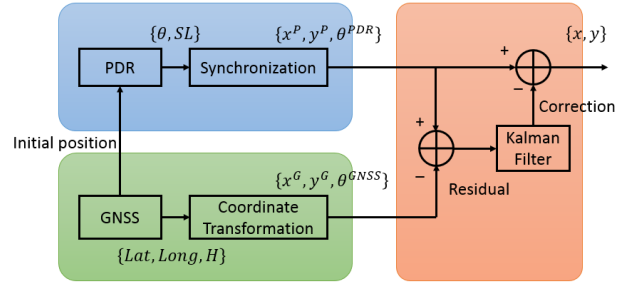 {θ, SL}
{x^P, y^P, θ^PDR}
{x, y}
PDR
Synchronization
+
−
Correction
Initial position
+
−
Kalman
Filter
Residual
{x^G, y^G, θ^GNSS}
GNSS
Coordinate
Transformation
{Lat, Long, H}